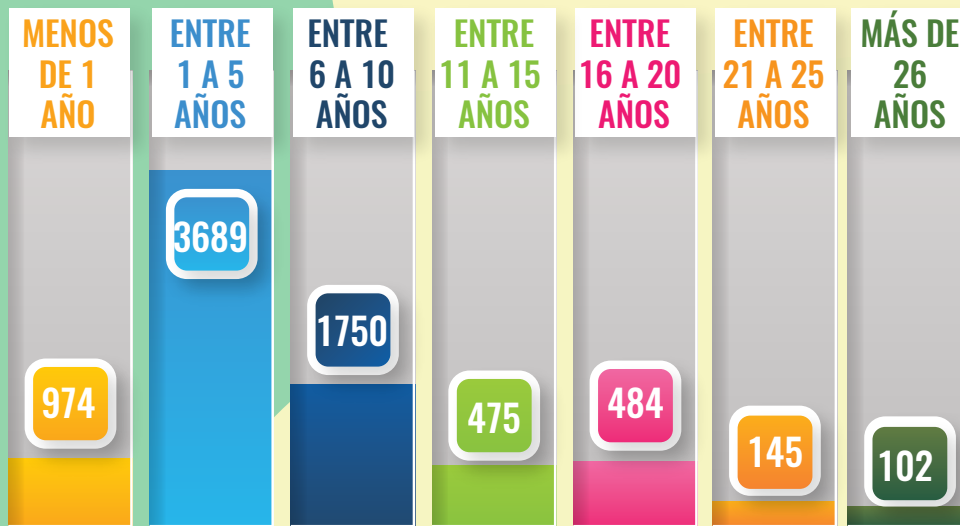 MENOS
DE 1
AÑO
ENTRE
1 A 5
AÑOS
ENTRE
6 A 10
AÑOS
ENTRE
11 A 15
AÑOS
ENTRE
16 A 20
AÑOS
ENTRE
21 A 25
AÑOS
MÁS DE
26
AÑOS
974
3689
1750
475
484
145
102